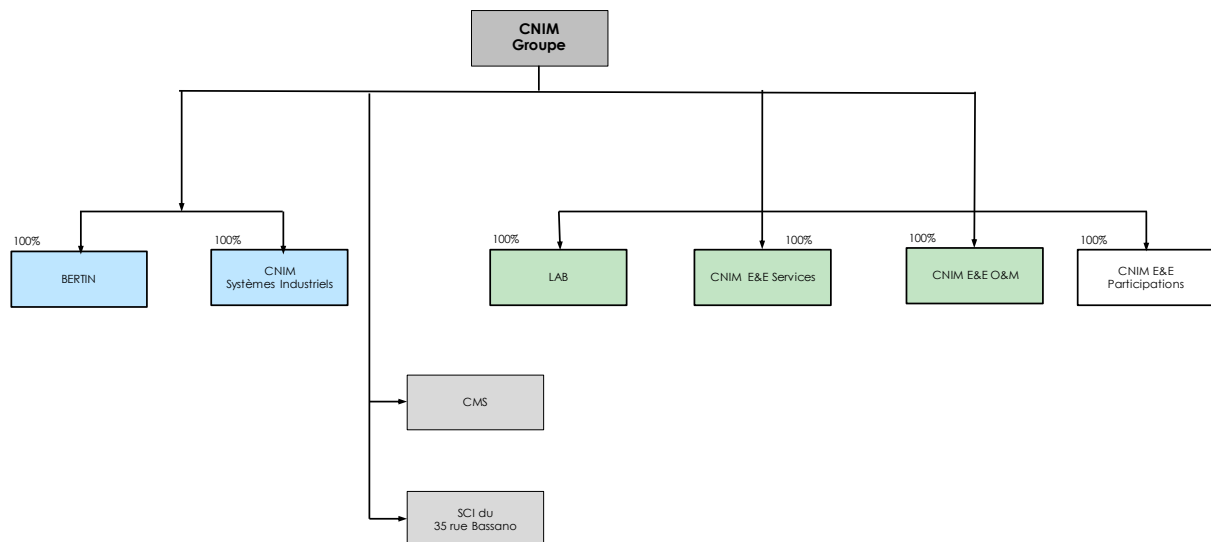 CNIM
Groupe
100%
100%
100%
100%
100%
100%
BERTIN
CNIM
Systèmes Industriels
LAB
CNIM E&E Services
CNIM E&E O&M
CNIM E&E
Participations
CMS
SCI du
35 rue Bassano